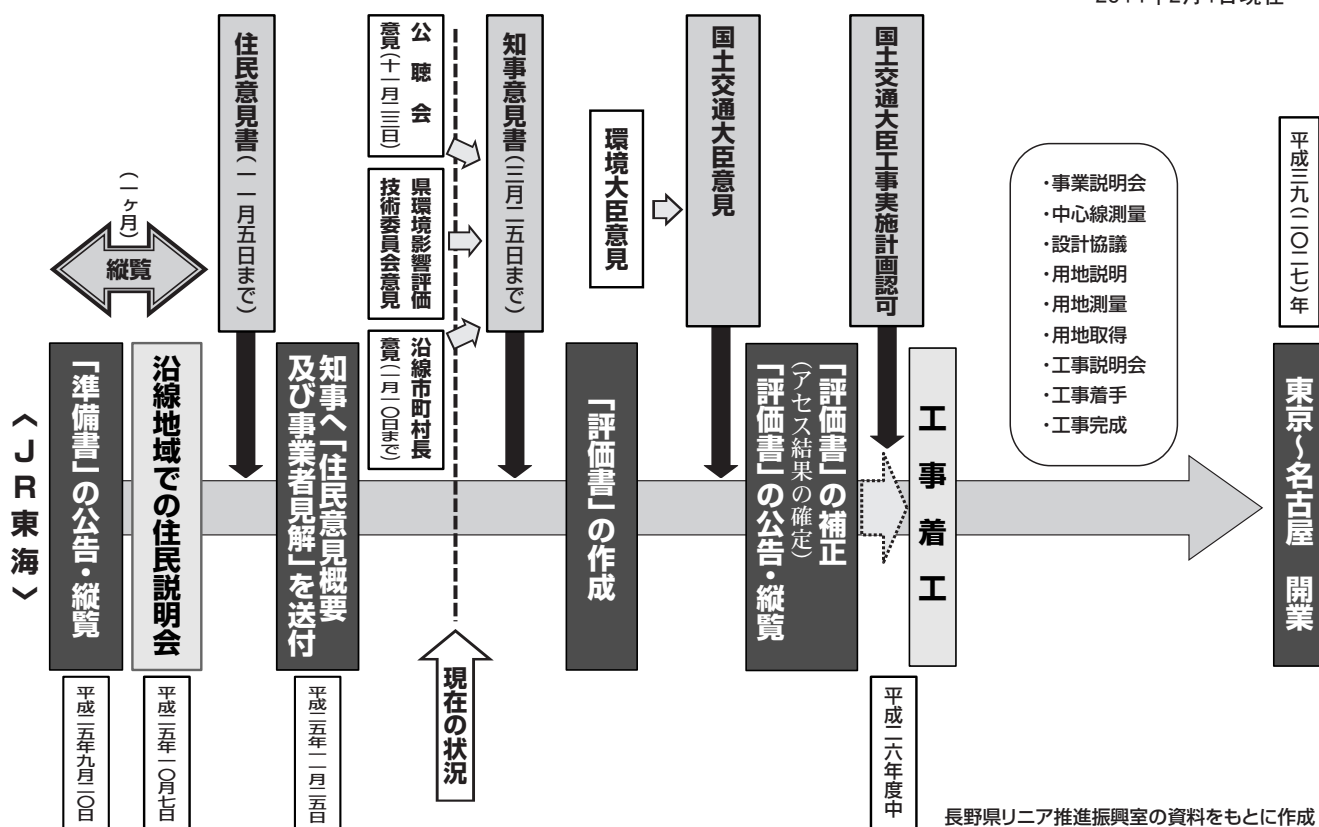 2014年2月1日現在
住民意見書(一一月五日まで)
公聴会
意見(十一月二三日)
県環境影響評価
技術委員会意見
沿線市町村長
意見(一月一〇日まで)
知事意見書(三月二五日まで)
環境大臣意見
国土交通大臣意見
国土交通大臣工事実施計画認可
(一ヶ月)
縦覧
・事業説明会
・中心線測量
・設計協議
・用地説明
・用地測量
・用地取得
・工事説明会
・工事着手
・工事完成
平成三九(二〇二七)年
〈JR東海〉
「準備書」の公告・縦覧
沿線地域での住民説明会
知事へ「住民意見概要
及び事業者見解」を送付
「評価書」の作成
「評価書」の補正
(アセス結果の確定)
「評価書」の公告・縦覧
工事着工
東京～名古屋 開業
平成二五年九月二〇日
平成二五年一〇月七日
平成二五年一一月二五日
現在の状況
平成二六年度中
長野県リニア推進振興室の資料をもとに作成